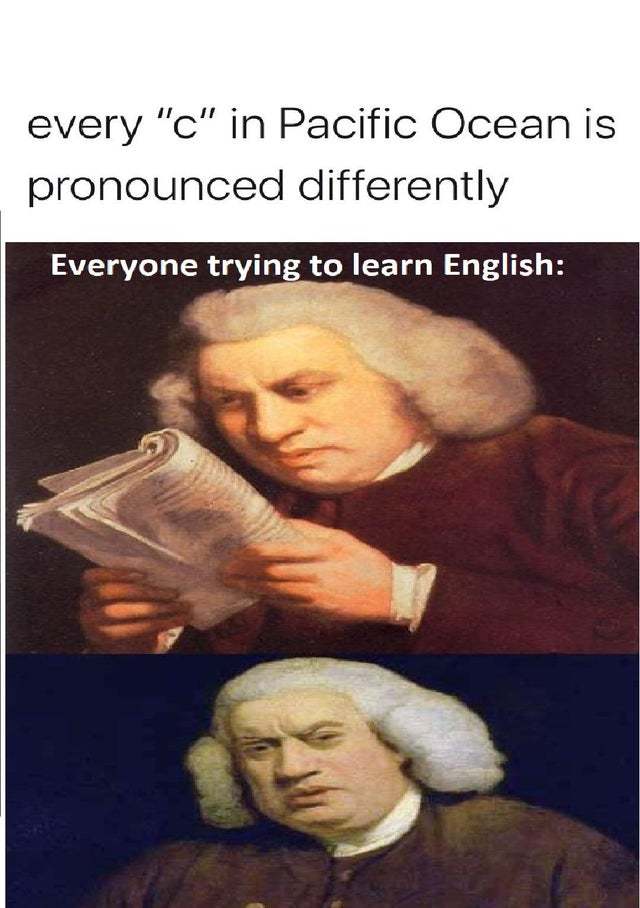 every "c" in Pacific Ocean is
pronounced differently
Everyone trying to learn English: